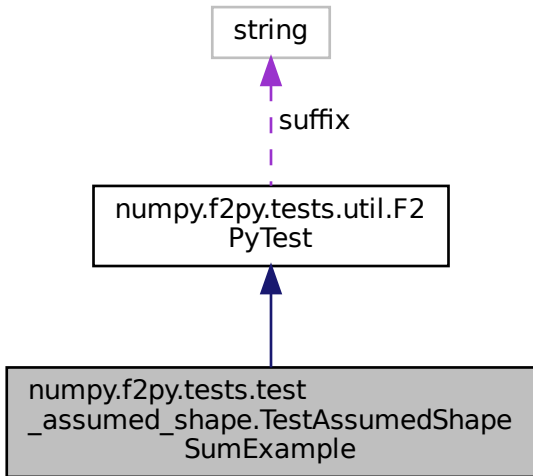 string
suffix
numpy.f2py.tests.util.F2
PyTest
numpy.f2py.tests.test
_assumed_shape.TestAssumedShape
SumExample